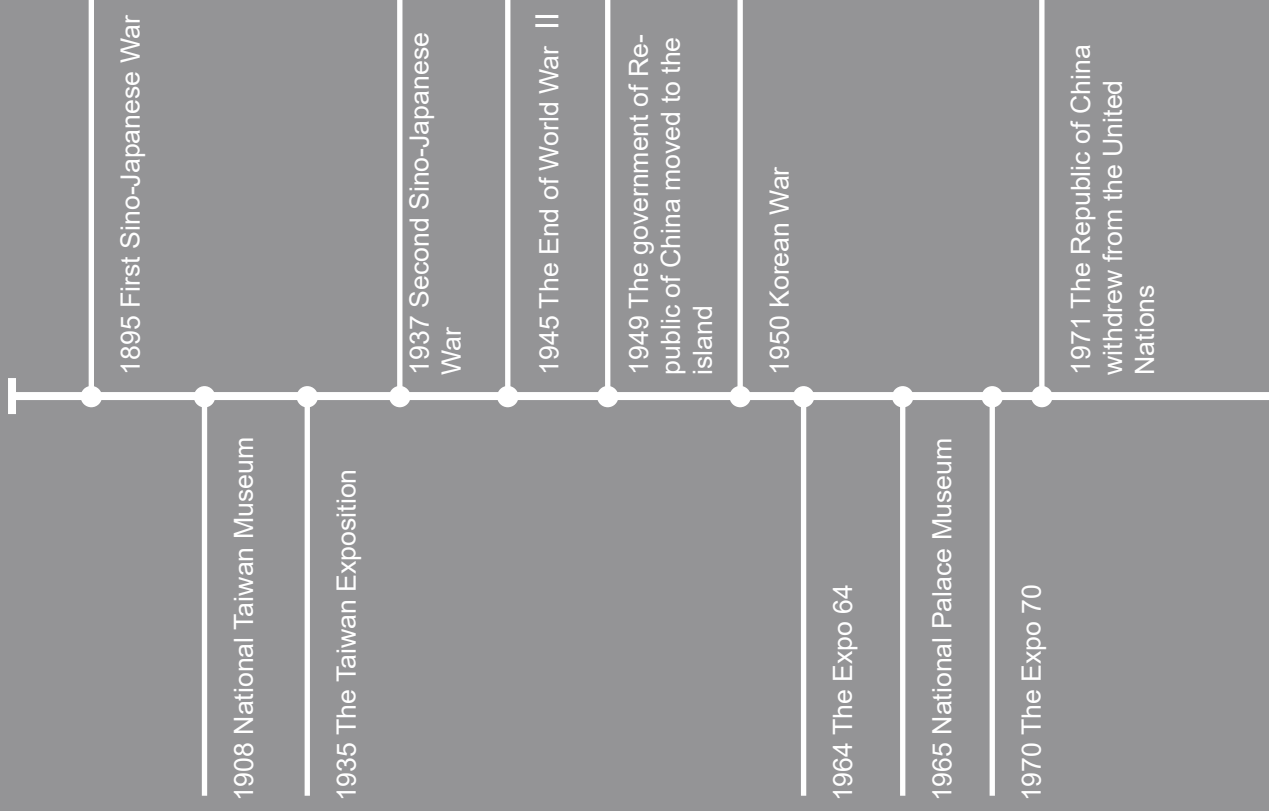 1895 First Sino-Japanese War
1908 National Taiwan Museum
1935 The Taiwan Exposition
1937 Second Sino-Japanese
War
1945 The End of World War II
1949 The government of Re-
public of China moved to the
island
1950 Korean War
1964 The Expo 64
1965 National Palace Museum
1970 The Expo 70
1971 The Republic of China
withdrew from the United
Nations